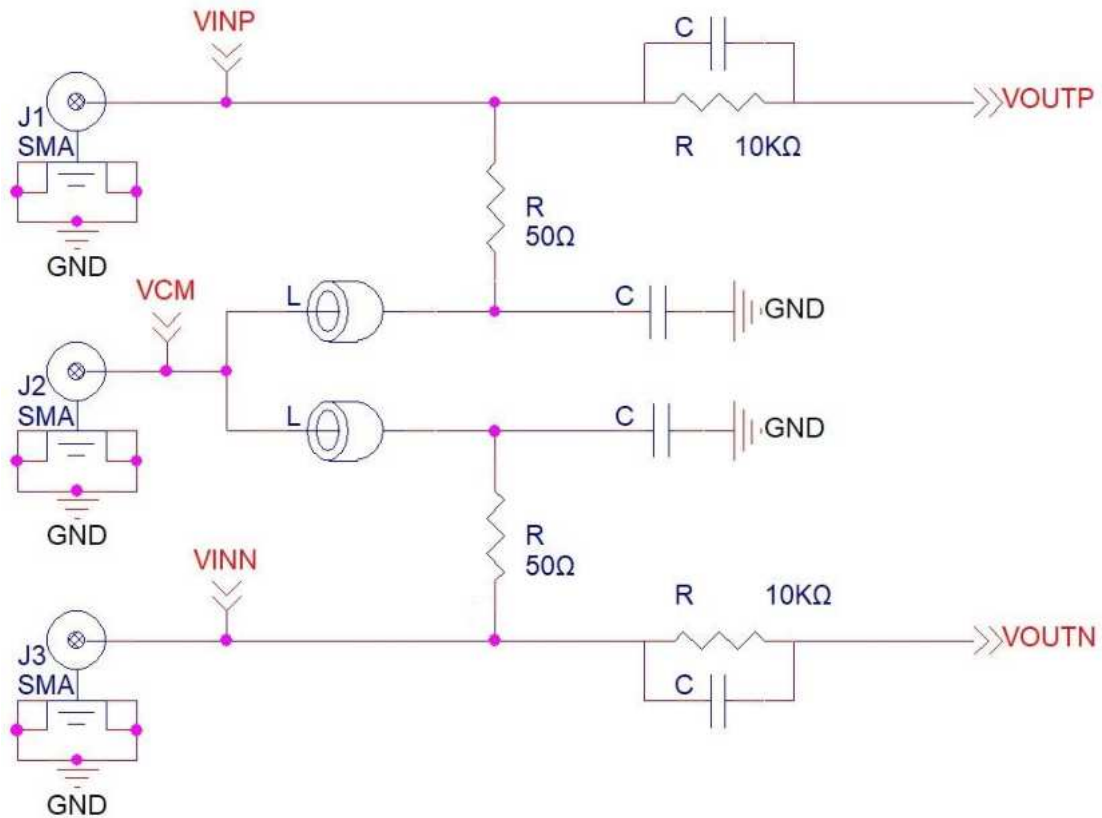 VINP
C
VOUTP
J1
SMA
R 10KΩ
R
50Ω
GND
VCM
L
C
GND
J2
SMA
L
C
GND
GND
R
50Ω
VINN
R 10KΩ
VOUTN
J3
SMA
C
GND